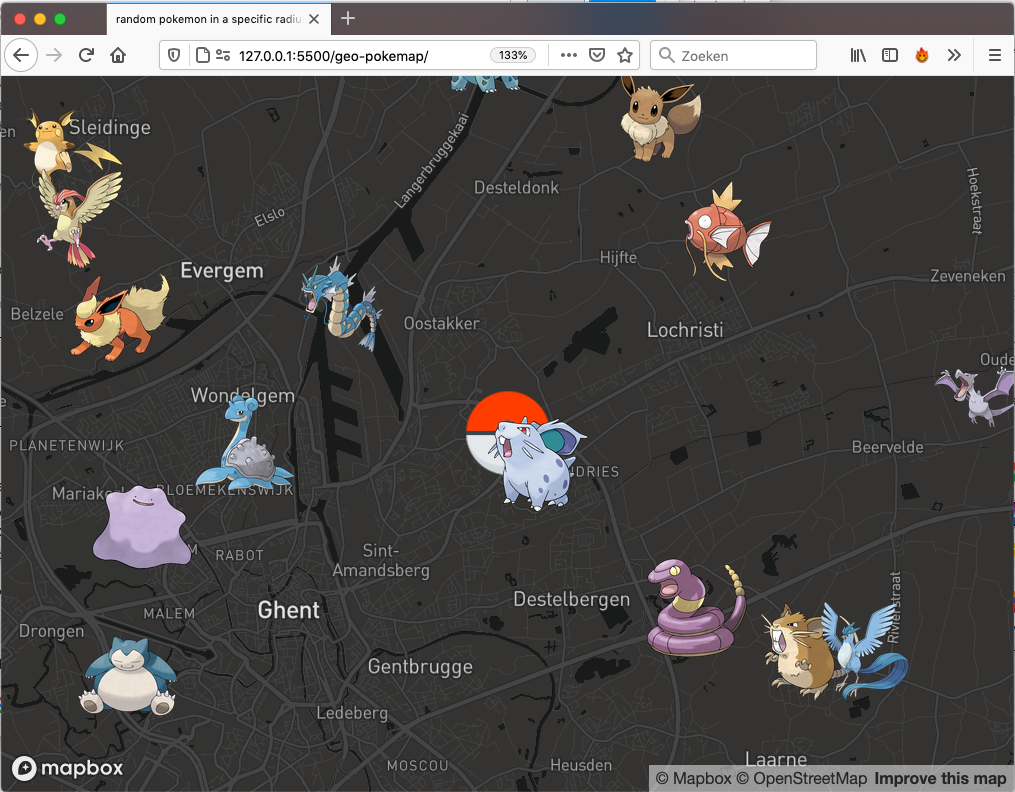 random pokemon in a specific radiu
127.0.0.1:5500/geo-pokemap/
133%
Zoeken
en
Sleidinge
Langerbruggekaai
Desteldonk
Hoekstraat
Elslo
Evergem
Hijfte
Zeveneken
Belzele
Oostakker
Lochristi
Oude
Wondelgem
e
PLANETENWIJK
Beervelde
DRIES
Mariake
BLOEMEKENSWIJK
M
RABOT
Sint-
Amandsberg
Ghent
Destelbergen
MALEM
Rivierstraat
Drongen
Gentbrugge
Ledeberg
MOSCOU
Heusden
Laarne
mapbox
© Mapbox © OpenStreetMap Improve this map